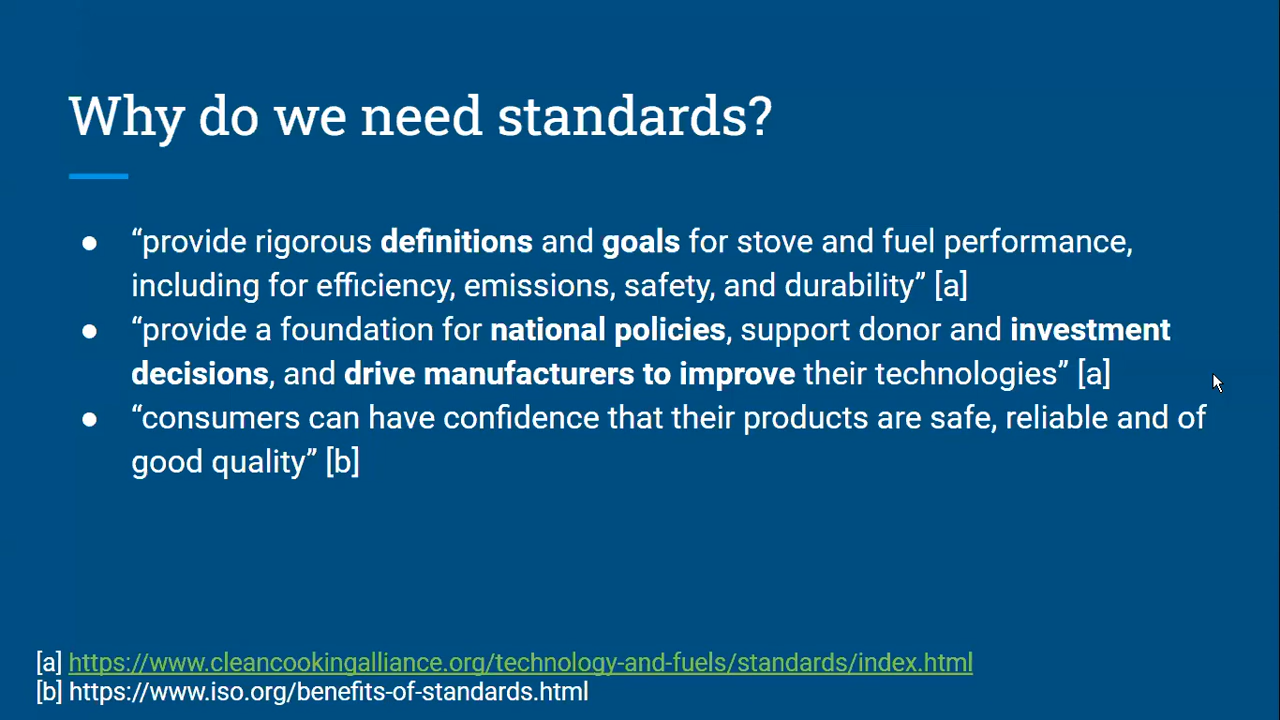 Why do we need standards?
● “provide rigorous definitions and goals for stove and fuel performance,
including for efficiency, emissions, safety, and durability” [a]
● “provide a foundation for national policies, support donor and investment
decisions, and drive manufacturers to improve their technologies” [a]
● “consumers can have confidence that their products are safe, reliable and of
good quality” [b]
[a] https://www.cleancookingalliance.org/technology-and-fuels/standards/index.html
[b] https://www.iso.org/benefits-of-standards.html